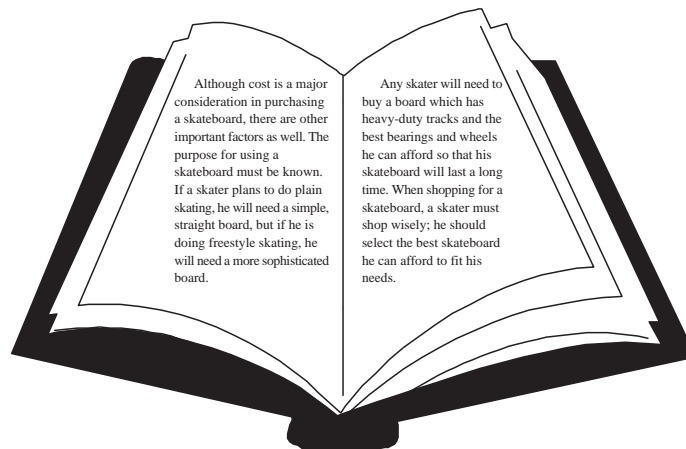 Although cost is a major
consideration in purchasing
a skateboard, there are other
important factors as well. The
purpose for using a
skateboard must be known.
If a skater plans to do plain
skating, he will need a simple,
straight board, but if he is
doing freestyle skating, he
will need a more sophisticated
board.
Any skater will need to
buy a board which has
heavy-duty tracks and the
best bearings and wheels
he can afford so that his
skateboard will last a long
time. When shopping for a
skateboard, a skater must
shop wisely; he should
select the best skateboard
he can afford to fit his
needs.